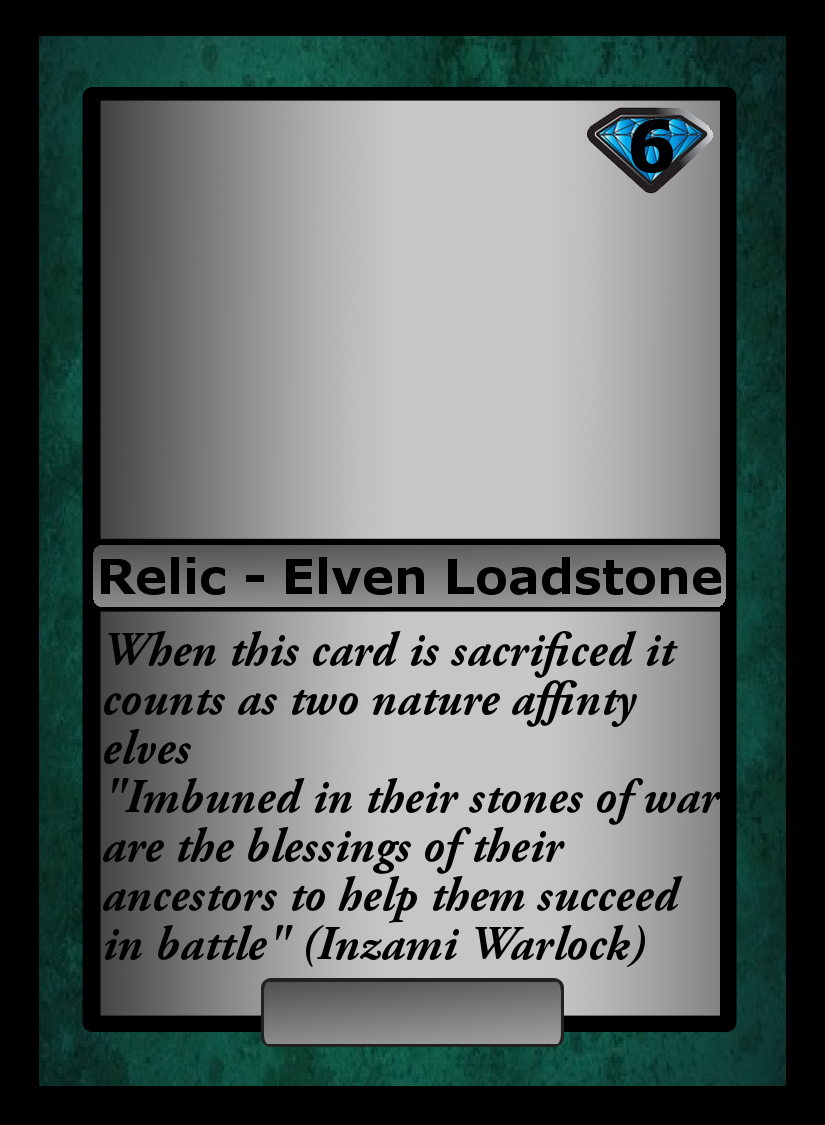 6
Relic - Elven Loadstone
When this card is sacrificed it
counts as two nature affinty
elves
"Imbuned in their stones of war
are the blessings of their
ancestors to help them succeed
in battle" (Inzami Warlock)